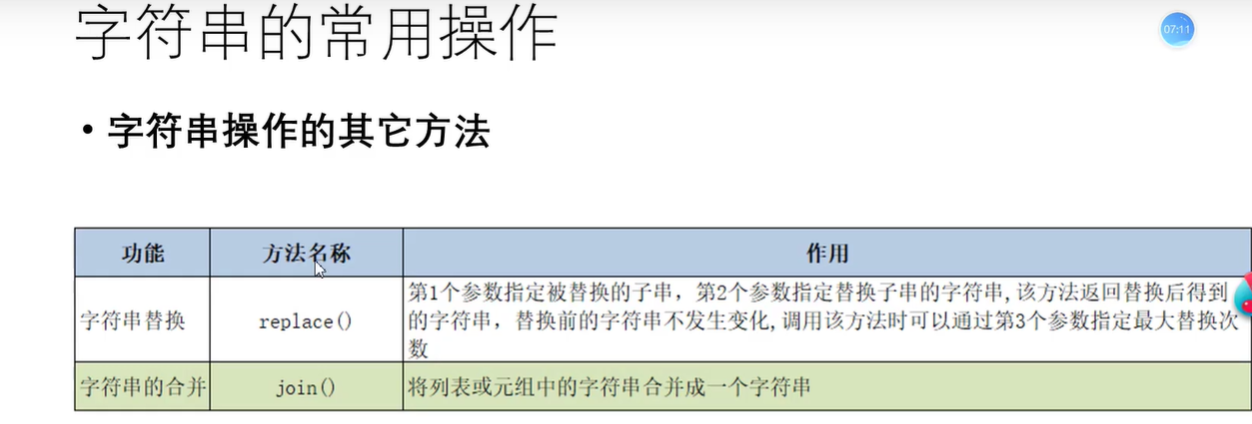 字符串的常用操作
07:11
• 字符串操作的其它方法
功能 方法名称 作用
字符串替换 replace() 第1个参数指定被替换的子串，第2个参数指定替换子串的字符串,该方法返回替换后得到
的字符串，替换前的字符串不发生变化,调用该方法时可以通过第3个参数指定最大替换次
数
字符串的合并 join() 将列表或元组中的字符串合并成一个字符串